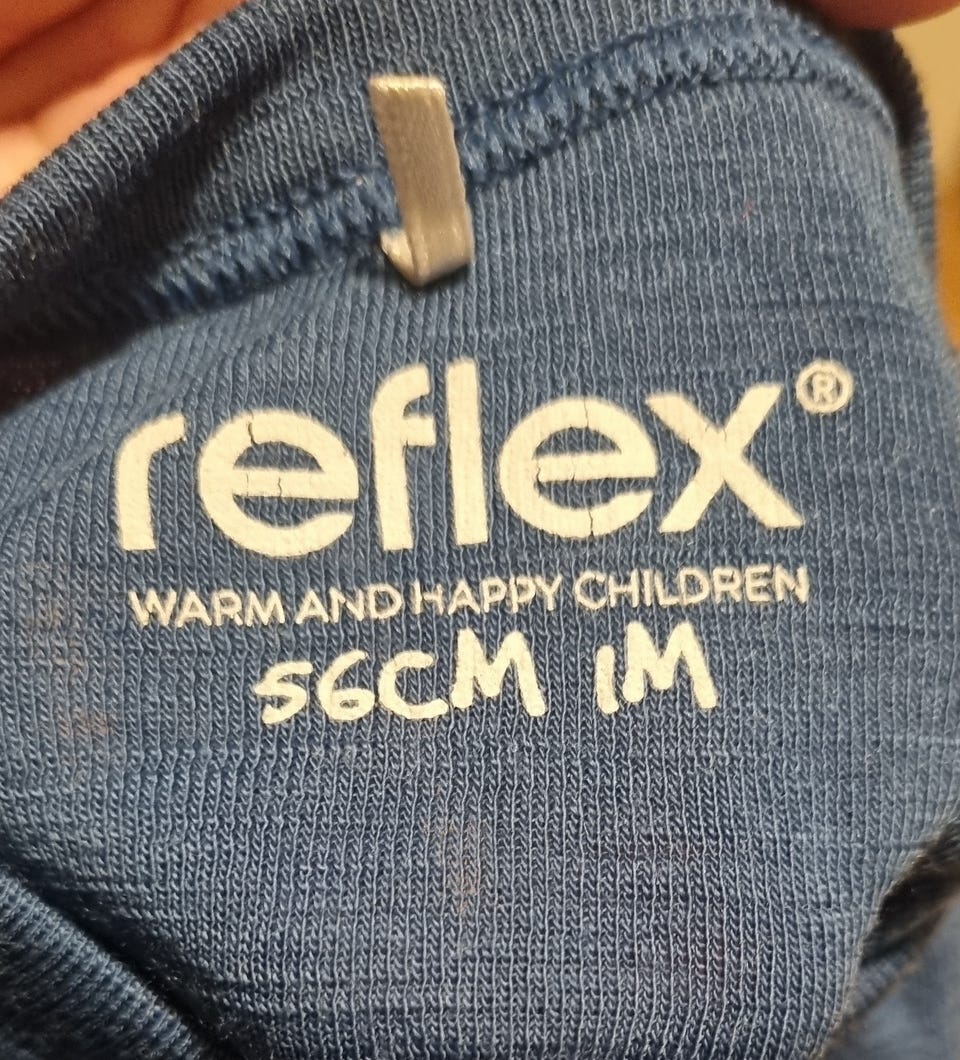 reflex®
WARM AND HAPPY CHILDREN
56CM 1M